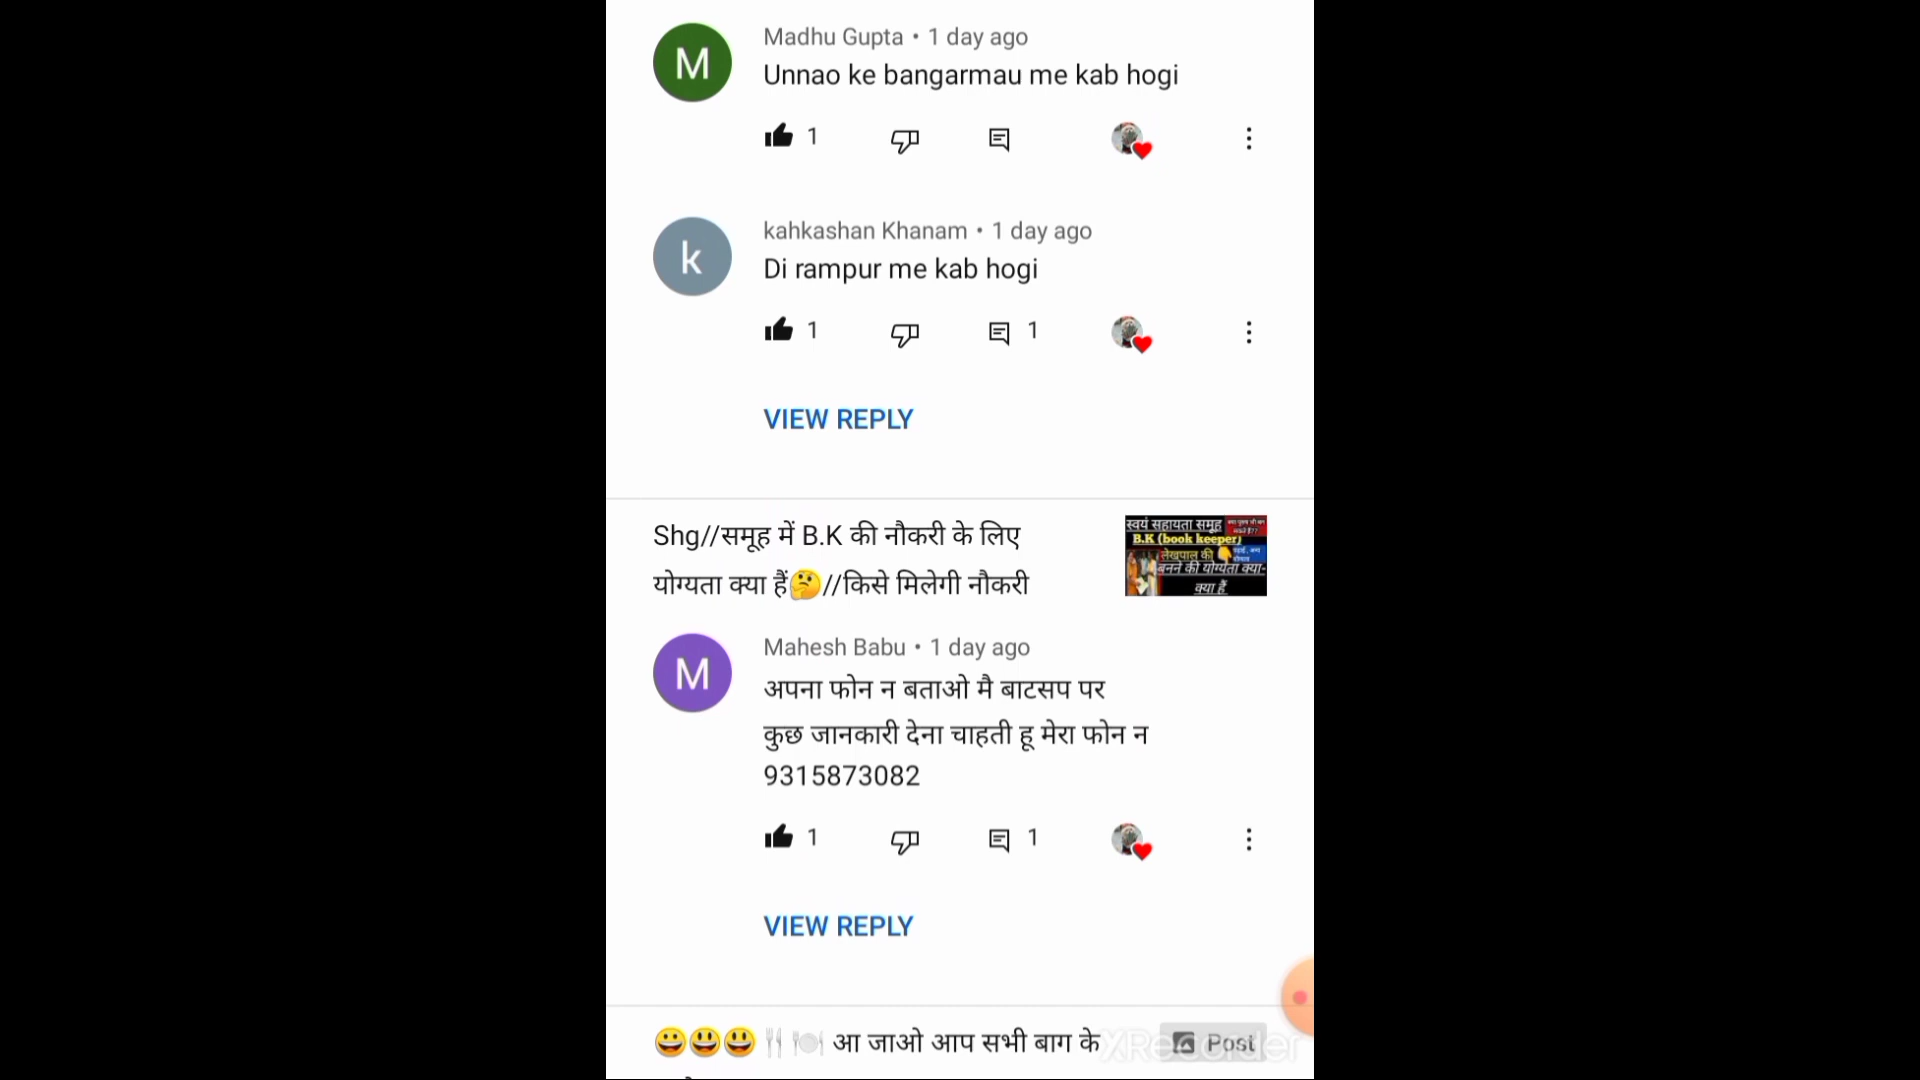 M
Madhu Gupta • 1 day ago
Unnao ke bangarmau me kab hogi
1
k
kahkashan Khanam • 1 day ago
Di rampur me kab hogi
1 1
VIEW REPLY
Shg//समूह में B.K की नौकरी के लिए
योग्यता क्या हैं🤔//किसे मिलेगी नौकरी
स्वयं सहायता समूह
B.K (book keeper)
लेखपाल की
बनने की योग्यता क्या-
क्या हैं
M
Mahesh Babu • 1 day ago
अपना फोन न बताओ मै बाटसप पर
कुछ जानकारी देना चाहती हू मेरा फोन न
9315873082
1 1
VIEW REPLY
😀😃😃🍴🍽️ आ जाओ आप सभी बाग के
Post
XRecorder